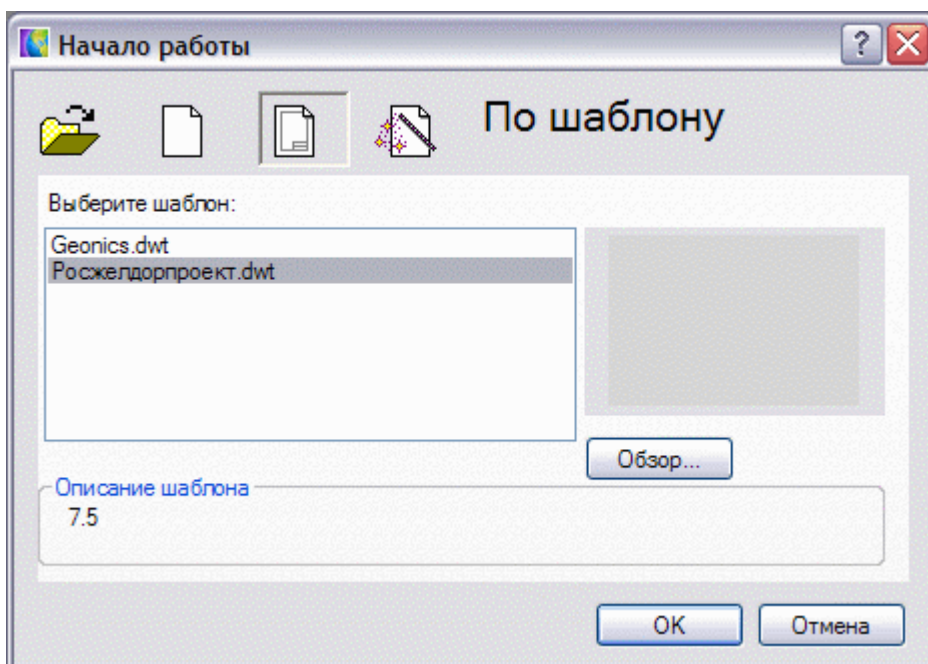 Начало работы
По шаблону
Выберите шаблон:
Geonics.dwt
Росжелдорпроект.dwt
Обзор...
Описание шаблона
7.5
OK
Отмена